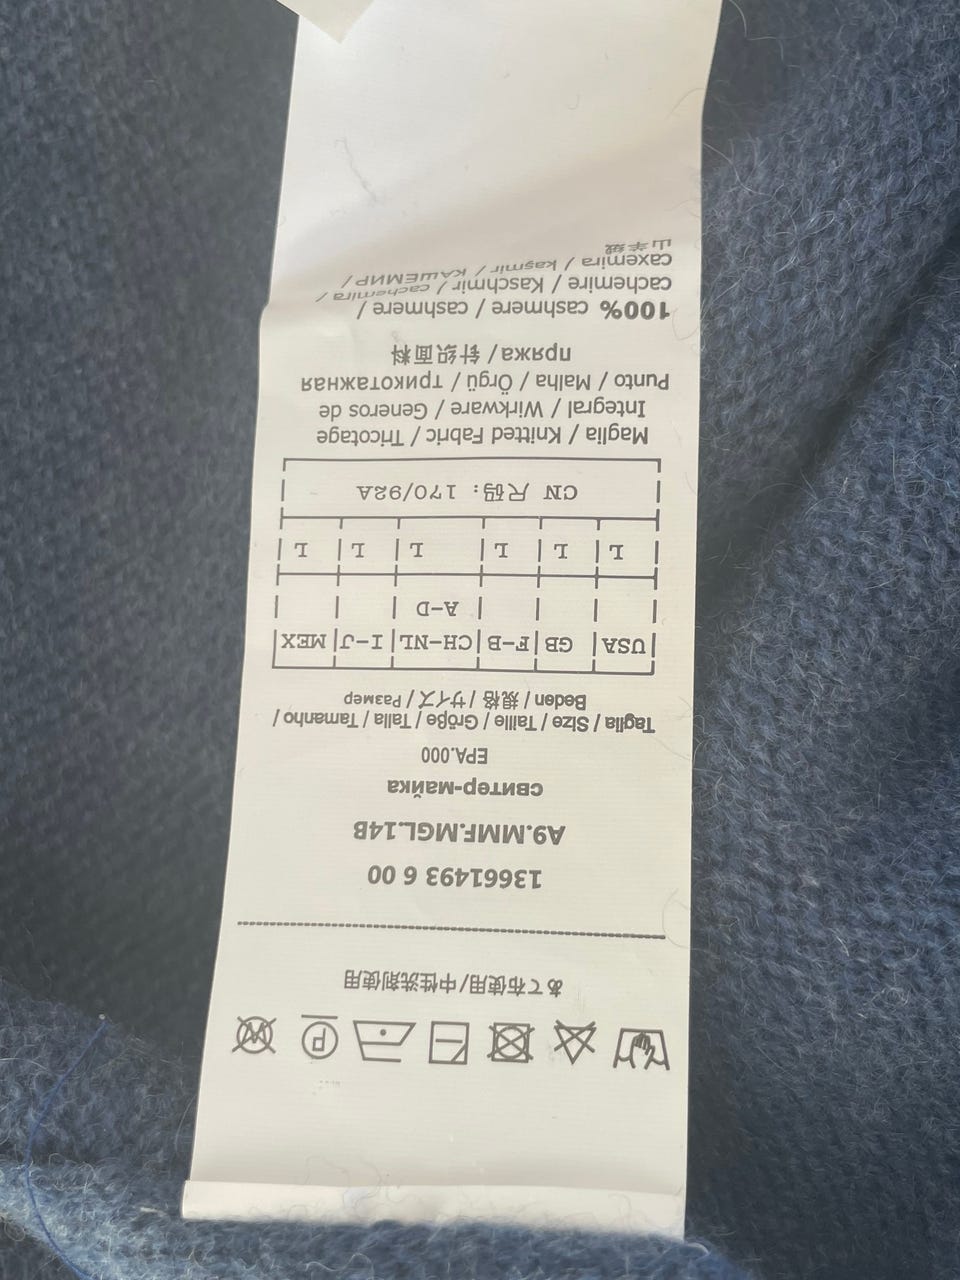 あて布使用/中性洗剤使用
13661493 6 00
A9.MMF.MGL.14B
свитер-майка
EPA.000
Taglia / Size / Taille / Größe / Talla / Tamanho /
Beden / 規格 / サイズ / Размер
USA GB F-B CH-NL I-J MEX
A-D
L L L L L L
CN 尺码: 170/92A
Maglia / Knitted Fabric / Tricotage
Integral / Wirkware / Generos de
Punto / Malha / Örgü / трикотажная
пряжа / 针织面料
100% cashmere / cashmere /
cachemire / Kaschmir / cachemira /
caxemira / kaşmir / КАШЕМИР /
山羊绒